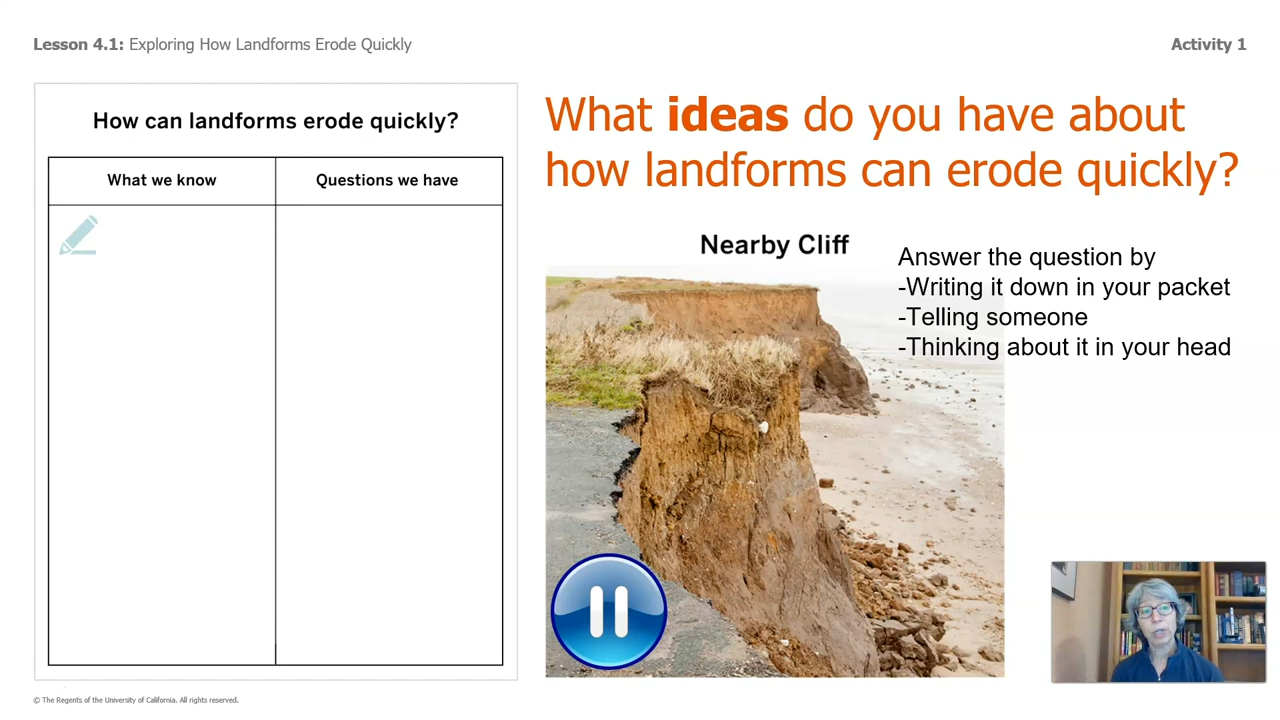 Lesson 4.1: Exploring How Landforms Erode Quickly
Activity 1
How can landforms erode quickly?
What we know
Questions we have
What ideas do you have about
how landforms can erode quickly?
Nearby Cliff
Answer the question by
-Writing it down in your packet
-Telling someone
-Thinking about it in your head
© The Regents of the University of California. All rights reserved.